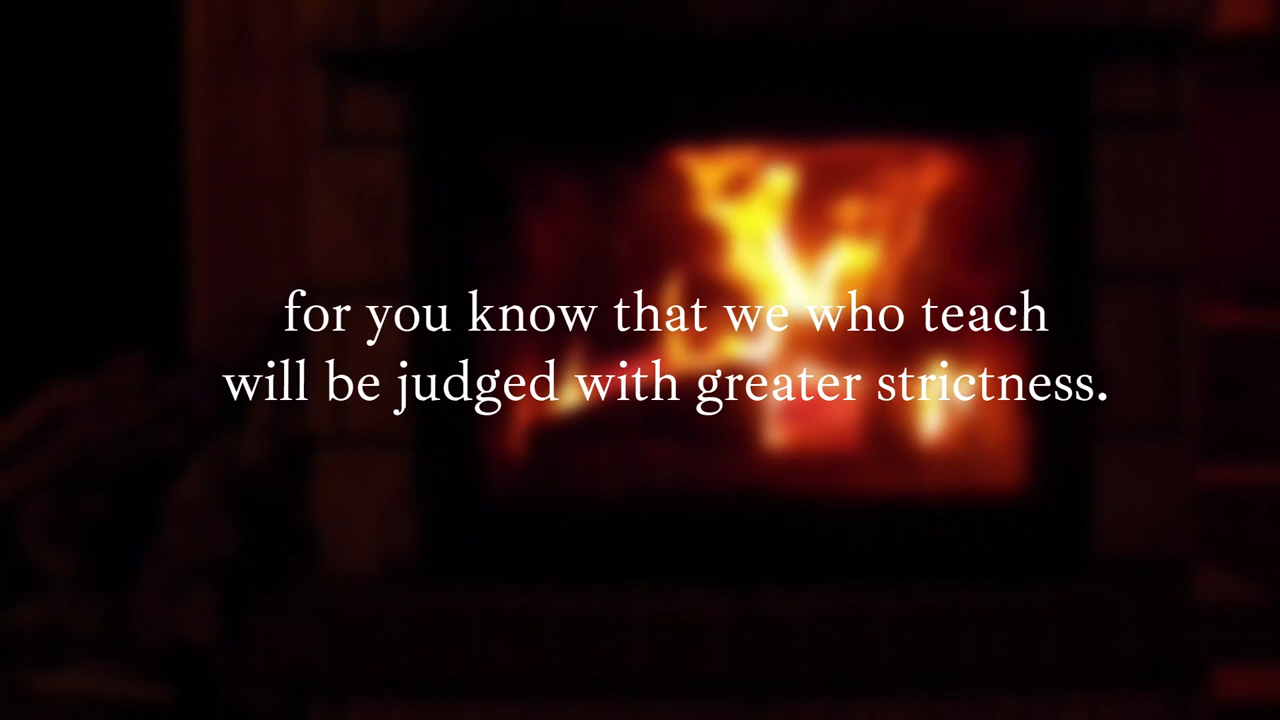 for you know that we who teach
will be judged with greater strictness.